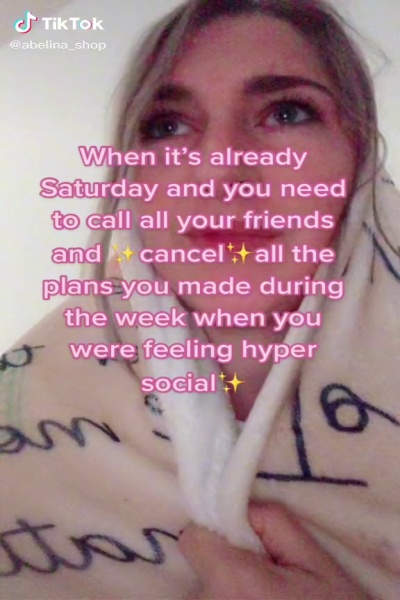 TikTok
@abelina_shop
When it's already
Saturday and you need
to call all your friends
and ✨cancel✨all the
plans you made during
the week when you
were feeling hyper
social✨